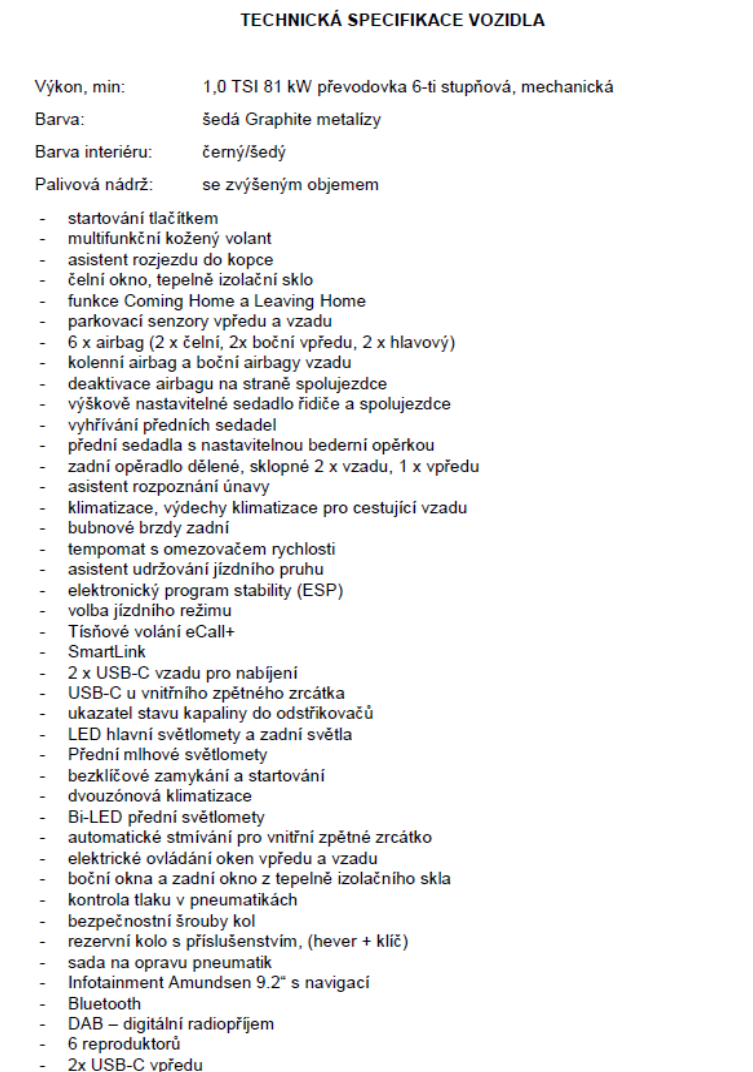 TECHNICKÁ SPECIFIKACE VOZIDLA
Výkon, min: 1,0 TSI 81 kW převodovka 6-ti stupňová, mechanická
Barva: šedá Graphite metalízy
Barva interiéru: černý/šedý
Palivová nádrž: se zvýšeným objemem
- startování tlačítkem
- multifunkční kožený volant
- asistent rozjezdu do kopce
- čelní okno, tepelně izolační sklo
- funkce Coming Home a Leaving Home
- parkovací senzory vpředu a vzadu
- 6 x airbag (2 x čelní, 2x boční vpředu, 2 x hlavový)
- kolenní airbag a boční airbagy vzadu
- deaktivace airbagu na straně spolujezdce
- výškově nastavitelné sedadlo řidiče a spolujezdce
- vyhřívání předních sedadel
- přední sedadla s nastavitelnou bederní opěrkou
- zadní opěradlo dělené, sklopné 2 x vzadu, 1 x vpředu
- asistent rozpoznání únavy
- klimatizace, výdechy klimatizace pro cestující vzadu
- bubnové brzdy zadní
- tempomat s omezovačem rychlosti
- asistent udržování jízdního pruhu
- elektronický program stability (ESP)
- volba jízdního režimu
- Tísňové volání eCall+
- SmartLink
- 2 x USB-C vzadu pro nabíjení
- USB-C u vnitřního zpětného zrcátka
- ukazatel stavu kapaliny do odstřikovačů
- LED hlavní světlomety a zadní světla
- Přední mlhové světlomety
- bezklíčové zamykání a startování
- dvouzónová klimatizace
- Bi-LED přední světlomety
- automatické stmívání pro vnitřní zpětné zrcátko
- elektrické ovládání oken vpředu a vzadu
- boční okna a zadní okno z tepelně izolačního skla
- kontrola tlaku v pneumatikách
- bezpečnostní šrouby kol
- rezervní kolo s příslušenstvím, (hever + klíč)
- sada na opravu pneumatik
- Infotainment Amundsen 9.2“ s navigací
- Bluetooth
- DAB – digitální radiopříjem
- 6 reproduktorů
- 2x USB-C vpředu